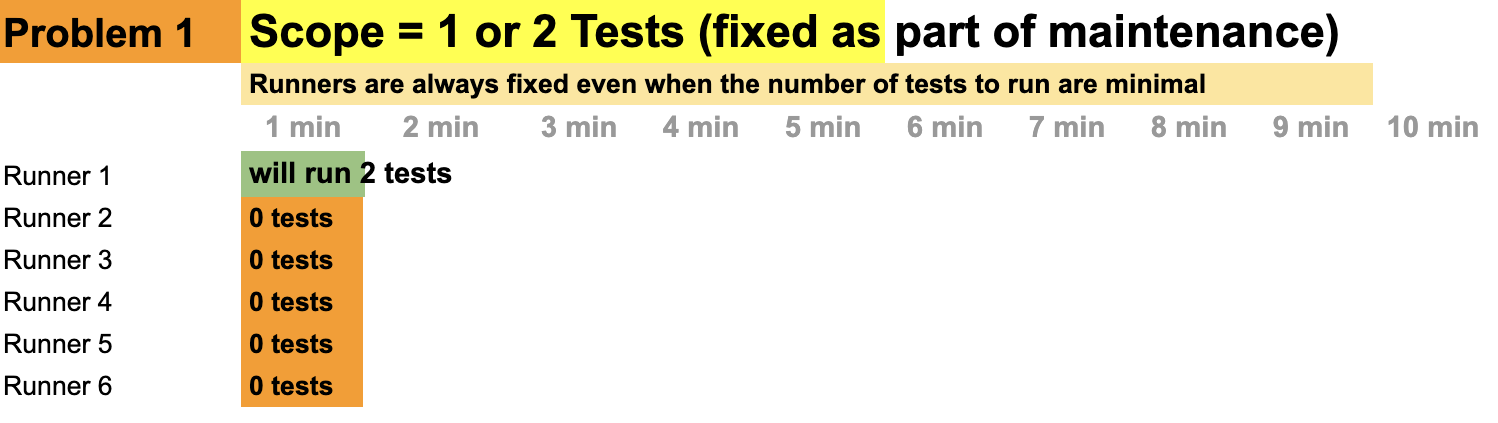 Problem 1 Scope = 1 or 2 Tests (fixed as part of maintenance)
Runners are always fixed even when the number of tests to run are minimal
1 min 2 min 3 min 4 min 5 min 6 min 7 min 8 min 9 min 10 min
Runner 1 will run 2 tests
Runner 2 0 tests
Runner 3 0 tests
Runner 4 0 tests
Runner 5 0 tests
Runner 6 0 tests